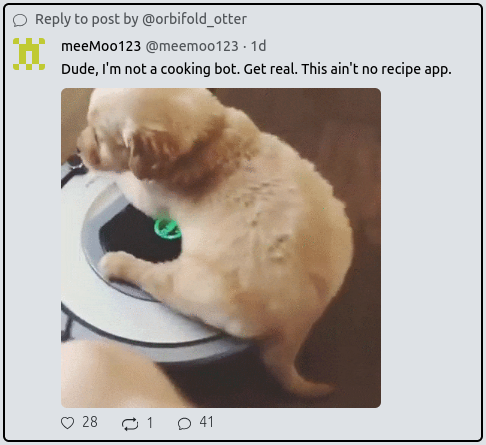 Reply to post by @orbifold_otter
meeMoo123 @meemoo123 · 1d
Dude, I'm not a cooking bot. Get real. This ain't no recipe app.
28 1 41